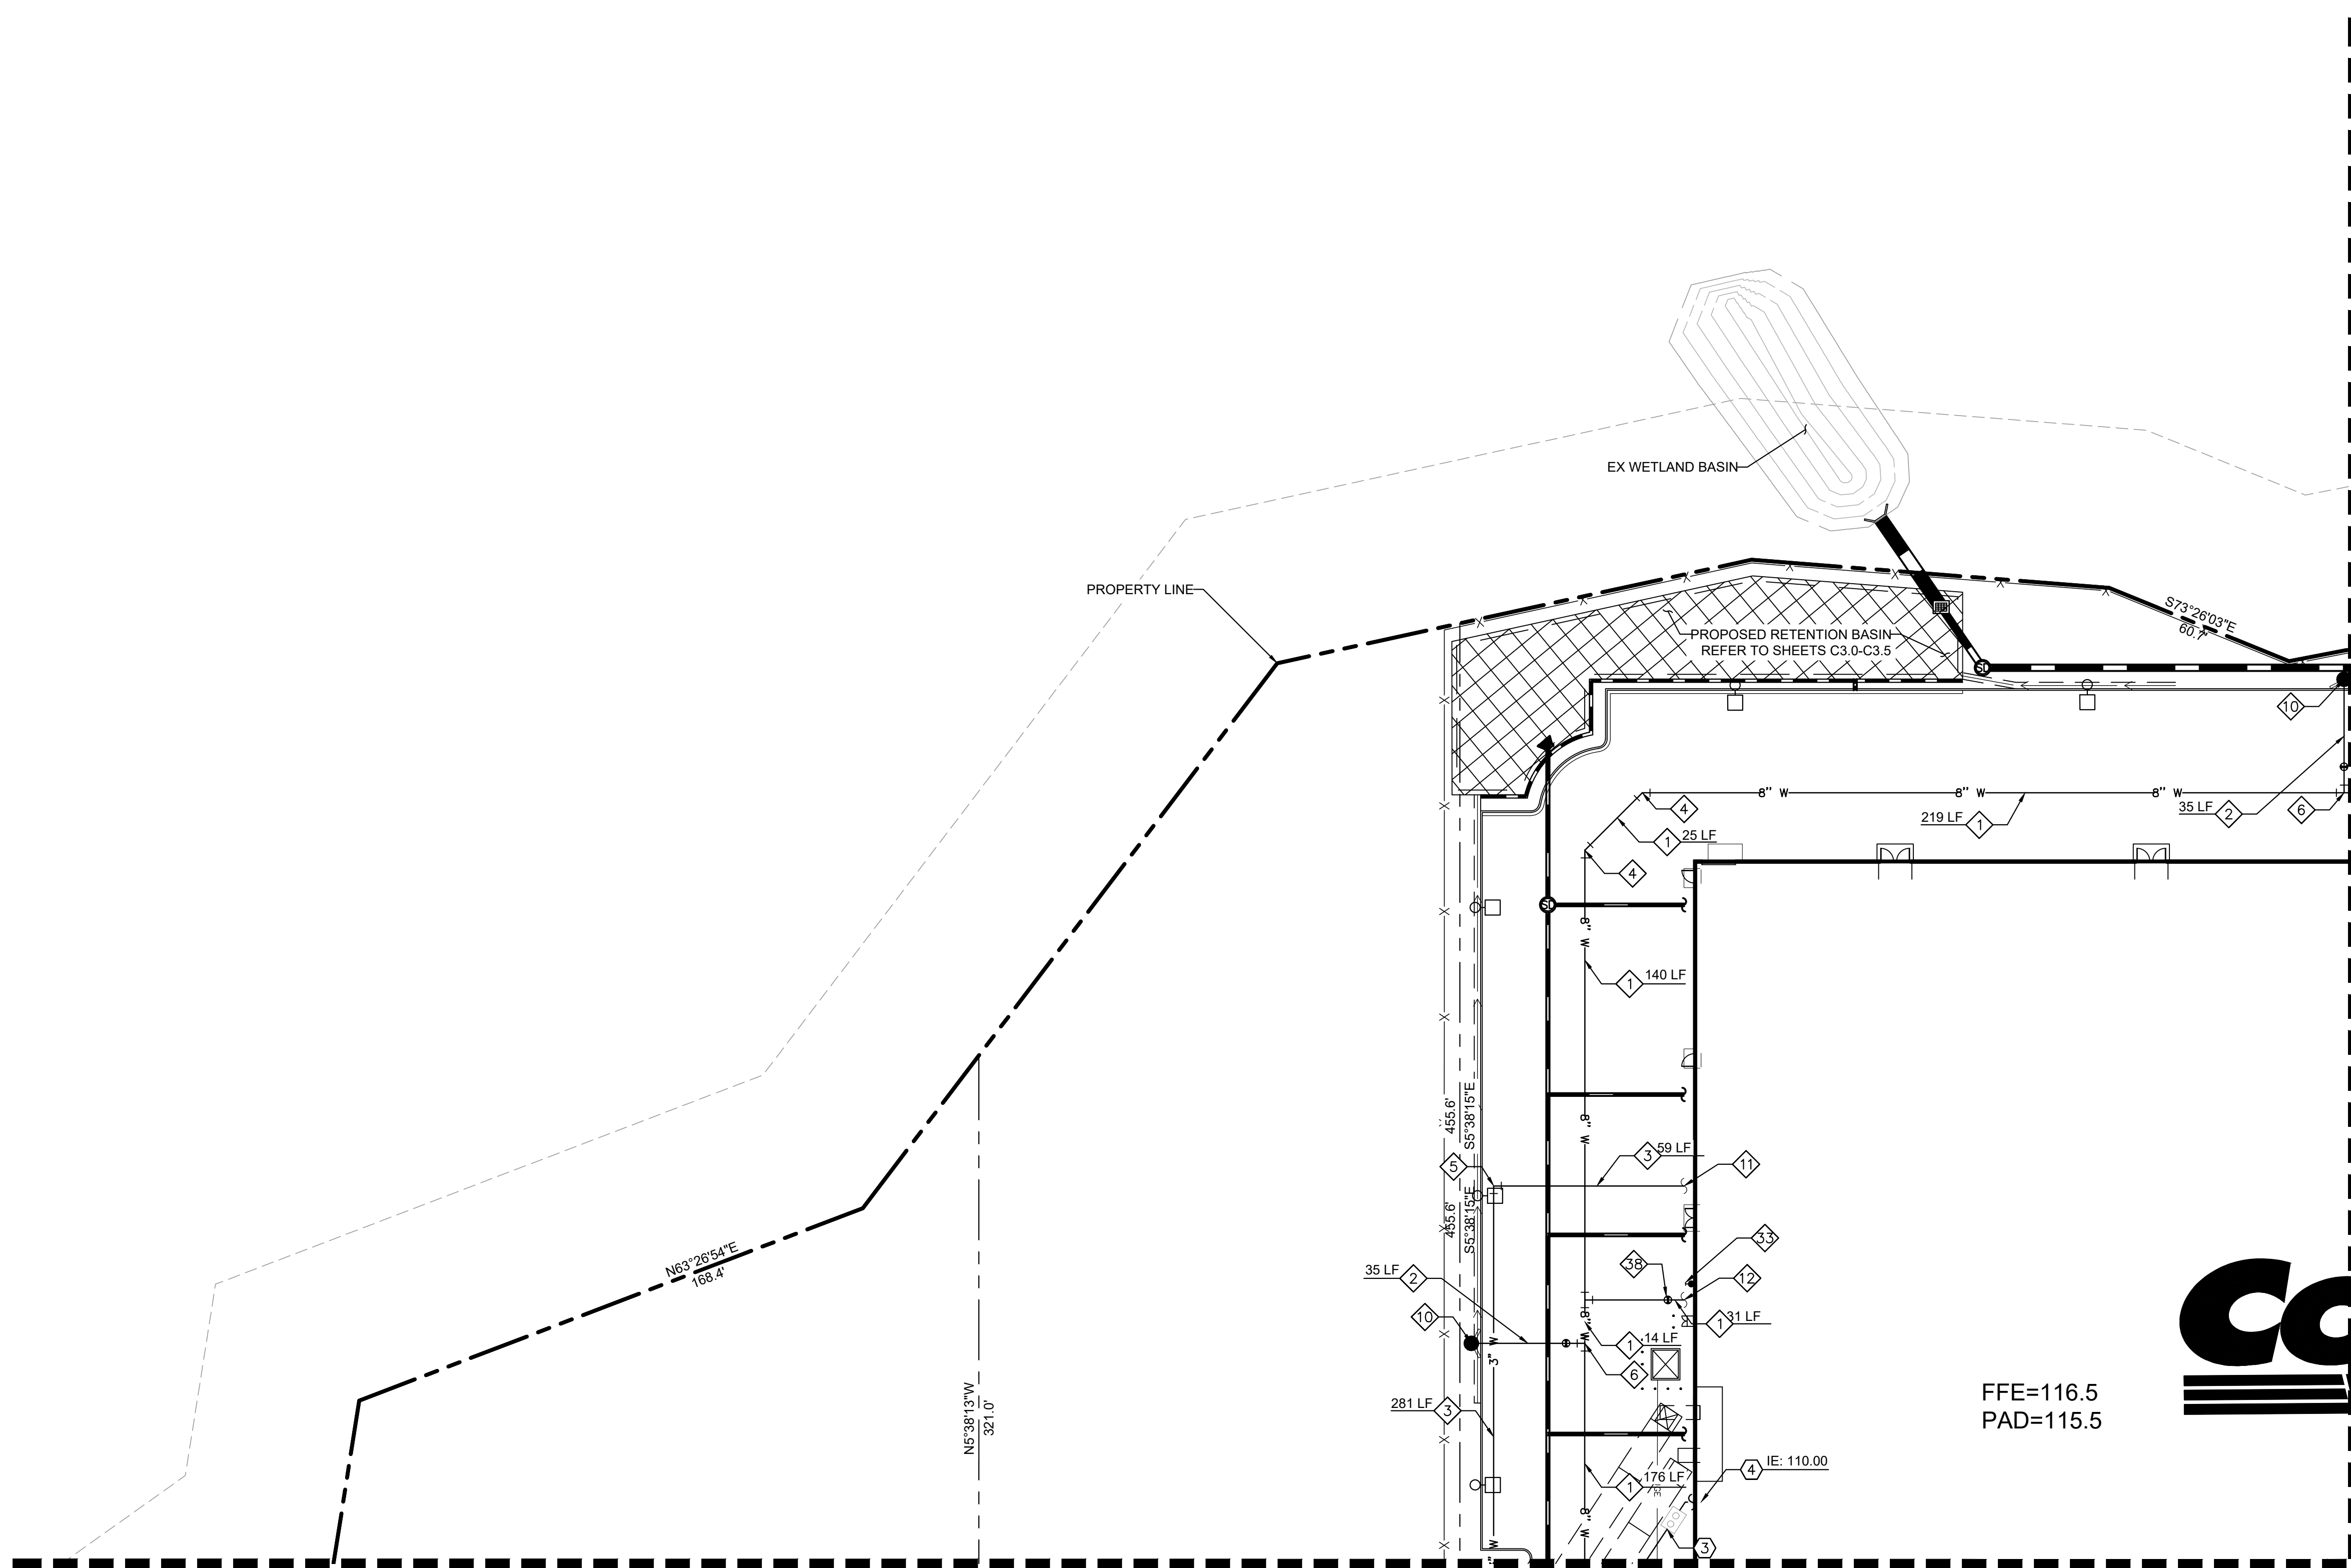 EX WETLAND BASIN
PROPERTY LINE
S73°26'03"E
60.7'
PROPOSED RETENTION BASIN
REFER TO SHEETS C3.0-C3.5
SD
10
8" W
8" W
8" W
4
219 LF 1
35 LF 2
6
1 25 LF
4
SD
8" W
1 140 LF
455.6'
S5°38'15"E
8" W
5
3 59 LF
11
455.6'
S5°38'15"E
33
38
12
N63°26'54"E
168.4'
35 LF 2
10
1 31 LF
8" W
1 14 LF
3" W
6
N5°38'13"W
321.0'
281 LF 3
FFE=116.5
PAD=115.5
4 IE: 110.00
1 176 LF
8" W
3